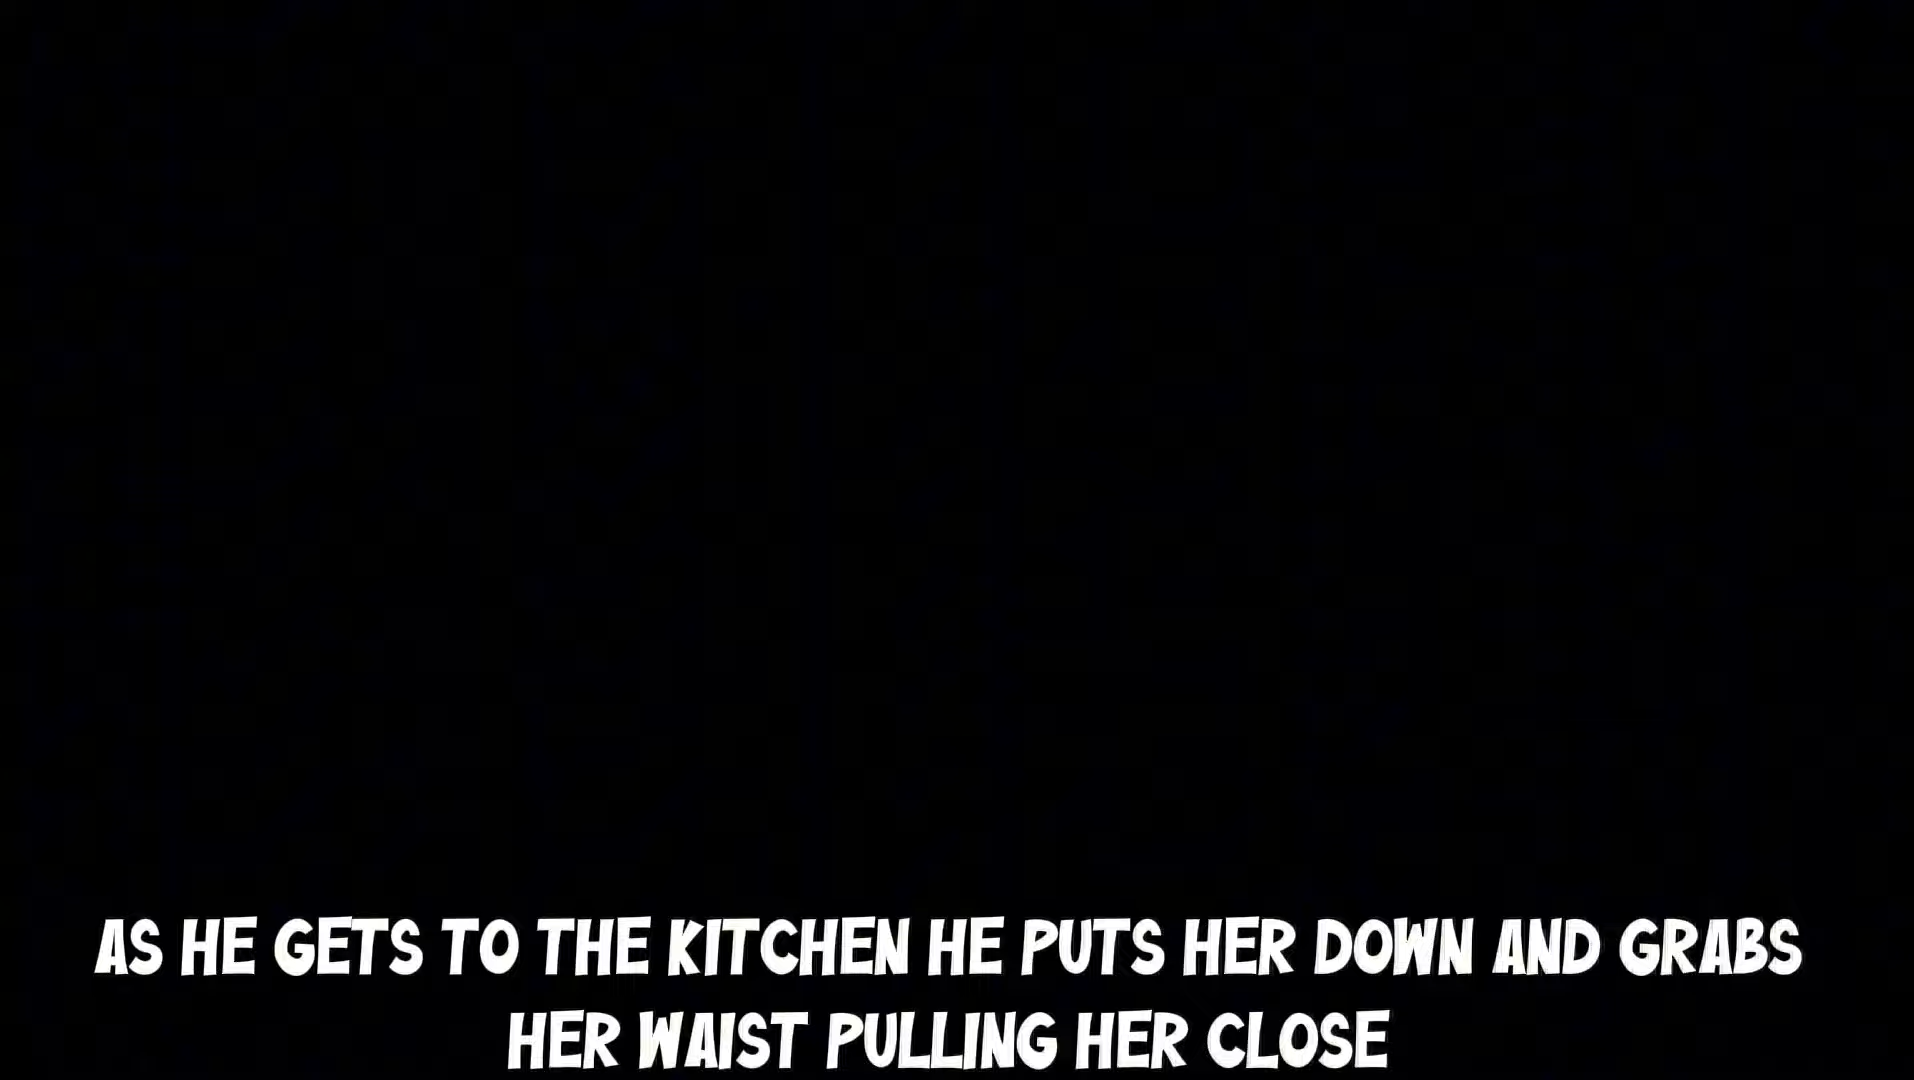 AS HE GETS TO THE KITCHEN HE PUTS HER DOWN AND GRABS
HER WAIST PULLING HER CLOSE